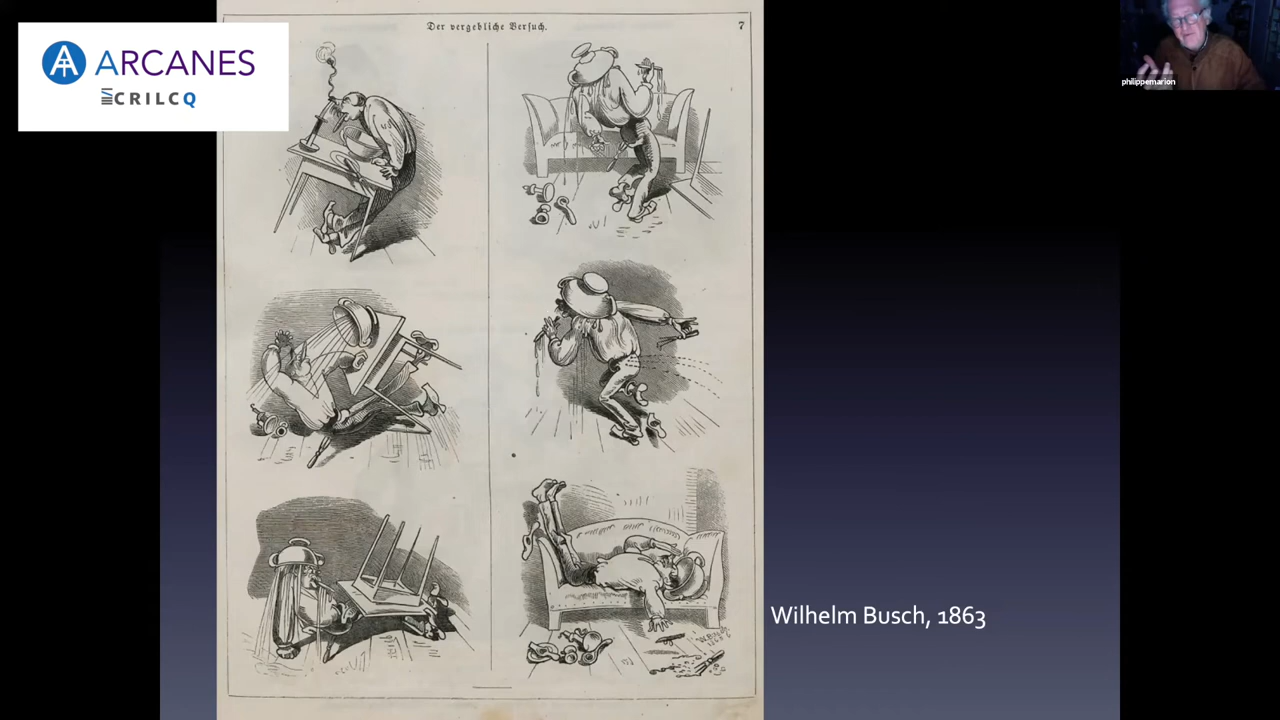 ARCANES
CRILCQ
Der vergebliche Versuch.
7
philippemarion
Wilhelm Busch, 1863